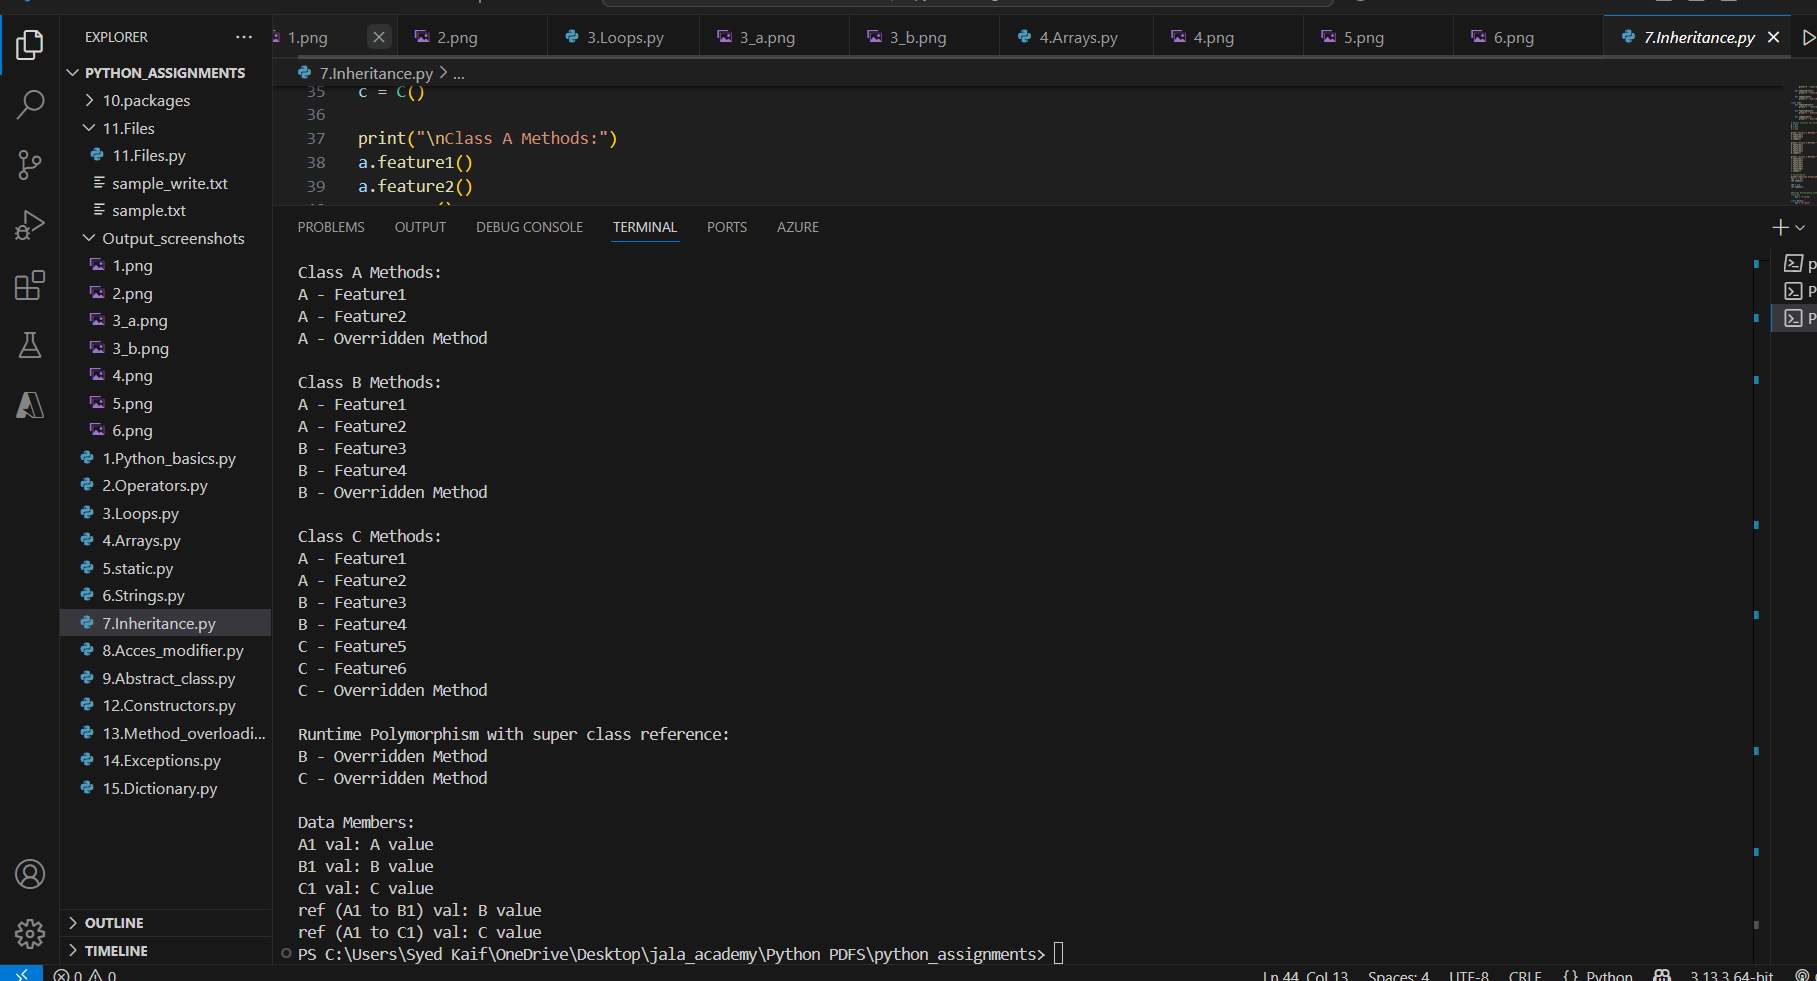 EXPLORER
PYTHON_ASSIGNMENTS
10.packages
11.Files
11.Files.py
sample_write.txt
sample.txt
Output_screenshots
1.png
2.png
3_a.png
3_b.png
4.png
5.png
6.png
1.Python_basics.py
2.Operators.py
3.Loops.py
4.Arrays.py
5.static.py
6.Strings.py
7.Inheritance.py
8.Acces_modifier.py
9.Abstract_class.py
12.Constructors.py
13.Method_overloadi...
14.Exceptions.py
15.Dictionary.py
OUTLINE
TIMELINE
1.png 2.png 3.Loops.py 3_a.png 3_b.png 4.Arrays.py 4.png 5.png 6.png 7.Inheritance.py
7.Inheritance.py > ...
35 c = C()
36
37 print("\nClass A Methods:")
38 a.feature1()
39 a.feature2()
PROBLEMS OUTPUT DEBUG CONSOLE TERMINAL PORTS AZURE
Class A Methods:
A - Feature1
A - Feature2
A - Overridden Method
Class B Methods:
A - Feature1
A - Feature2
B - Feature3
B - Feature4
B - Overridden Method
Class C Methods:
A - Feature1
A - Feature2
B - Feature3
B - Feature4
C - Feature5
C - Feature6
C - Overridden Method
Runtime Polymorphism with super class reference:
B - Overridden Method
C - Overridden Method
Data Members:
A1 val: A value
B1 val: B value
C1 val: C value
ref (A1 to B1) val: B value
ref (A1 to C1) val: C value
PS C:\Users\Syed Kaif\OneDrive\Desktop\jala_academy\Python PDFS\python_assignments>
0 0 Ln 44, Col 13 Spaces: 4 UTF-8 CRLF {} Python 3.13.3 64-bit